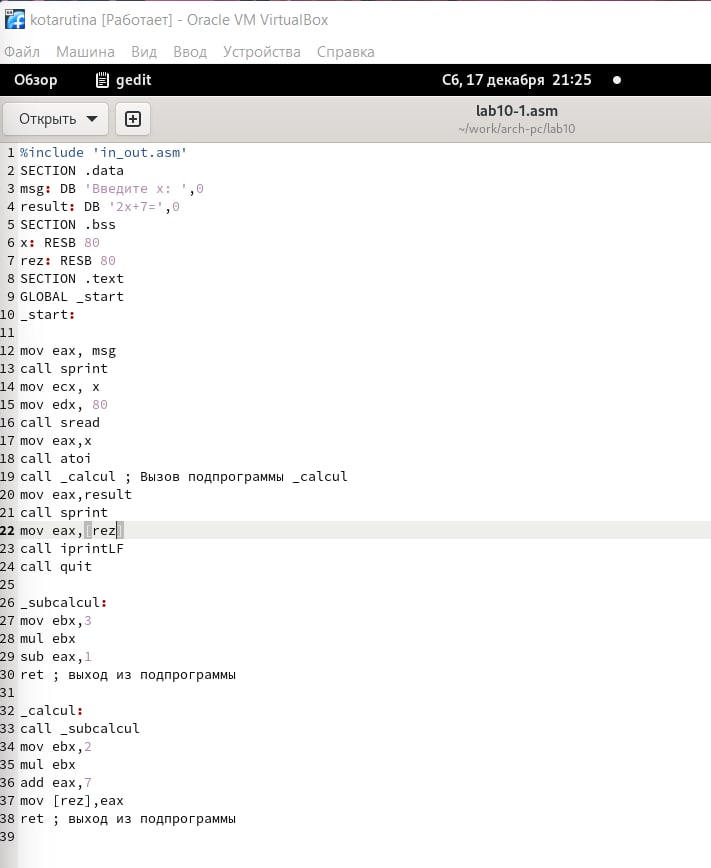 kotarutina [Работает] - Oracle VM VirtualBox
Файл Машина Вид Ввод Устройства Справка
Обзор gedit Сб, 17 декабря 21:25
Открыть lab10-1.asm
~/work/arch-pc/lab10
1 %include 'in_out.asm'
2 SECTION .data
3 msg: DB 'Введите x: ',0
4 result: DB '2x+7=',0
5 SECTION .bss
6 x: RESB 80
7 rez: RESB 80
8 SECTION .text
9 GLOBAL _start
10 _start:
11
12 mov eax, msg
13 call sprint
14 mov ecx, x
15 mov edx, 80
16 call sread
17 mov eax,x
18 call atoi
19 call _calcul ; Вызов подпрограммы _calcul
20 mov eax,result
21 call sprint
22 mov eax,[rez]
23 call iprintLF
24 call quit
25
26 _subcalcul:
27 mov ebx,3
28 mul ebx
29 sub eax,1
30 ret ; выход из подпрограммы
31
32 _calcul:
33 call _subcalcul
34 mov ebx,2
35 mul ebx
36 add eax,7
37 mov [rez],eax
38 ret ; выход из подпрограммы
39